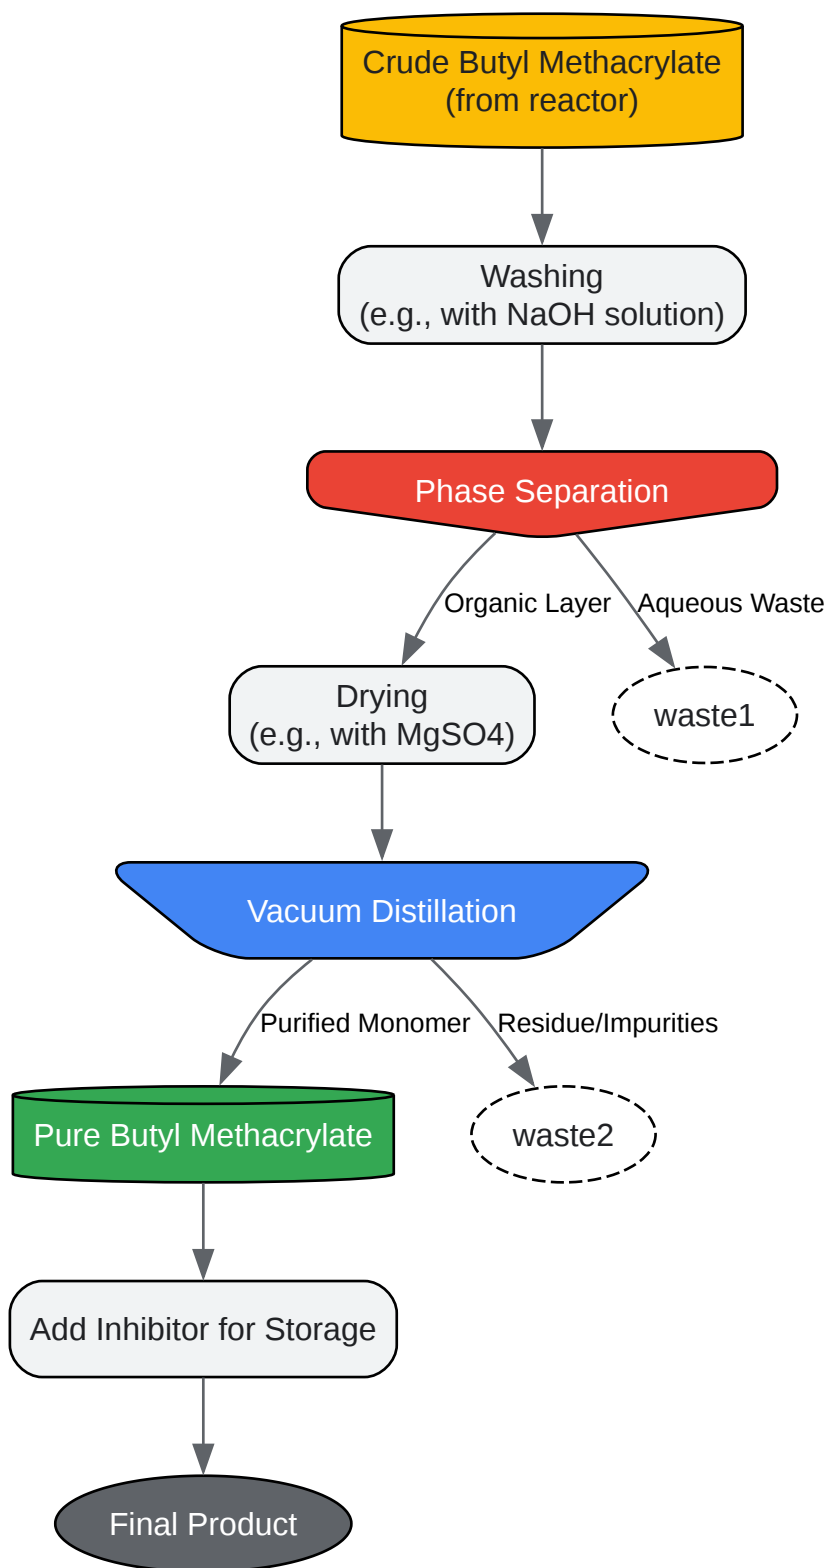 Crude Butyl Methacrylate
(from reactor)
Washing
(e.g., with NaOH solution)
Phase Separation
Organic Layer
Aqueous Waste
Drying
(e.g., with MgSO4)
waste1
Vacuum Distillation
Purified Monomer
Residue/Impurities
Pure Butyl Methacrylate
waste2
Add Inhibitor for Storage
Final Product